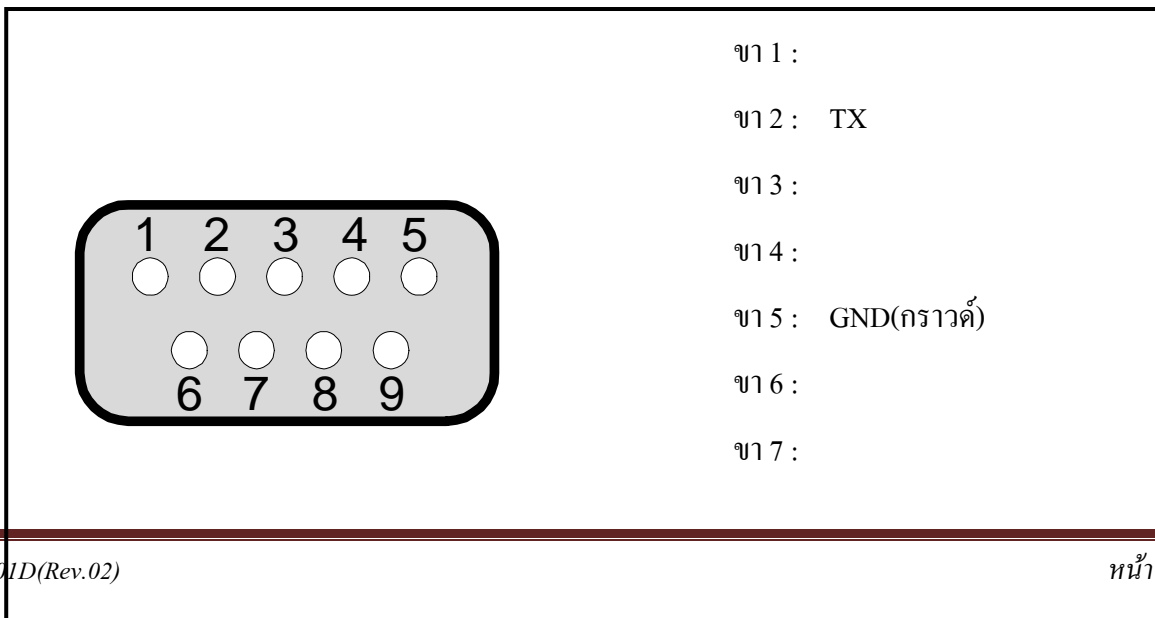 ขา 1 :
ขา 2 : TX
ขา 3 :
1 2 3 4 5
ขา 4 :
ขา 5 : GND(กราวด์)
6 7 8 9
ขา 6 :
ขา 7 :
01D(Rev.02) หน้า